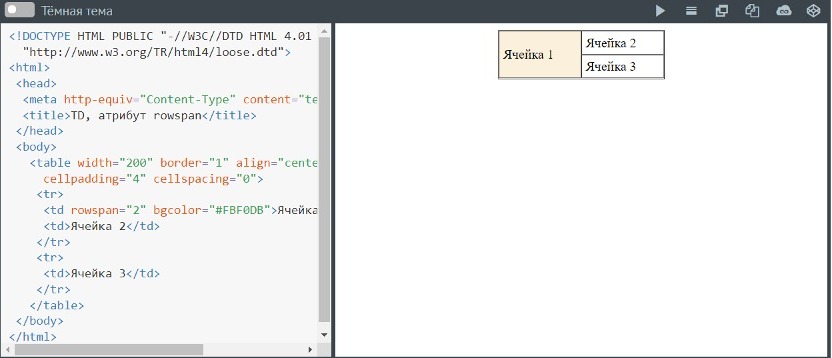 Тёмная тема
<!DOCTYPE HTML PUBLIC "-//W3C//DTD HTML 4.01
"http://www.w3.org/TR/html4/loose.dtd">
<html>
<head>
<meta http-equiv="Content-Type" content="te
<title>TD, атрибут rowspan</title>
</head>
<body>
<table width="200" border="1" align="cente
cellpadding="4" cellspacing="0">
<tr>
<td rowspan="2" bgcolor="#FBF0DB">Ячейка
<td>Ячейка 2</td>
</tr>
<tr>
<td>Ячейка 3</td>
</tr>
</table>
</body>
</html>
Ячейка 1
Ячейка 2
Ячейка 3